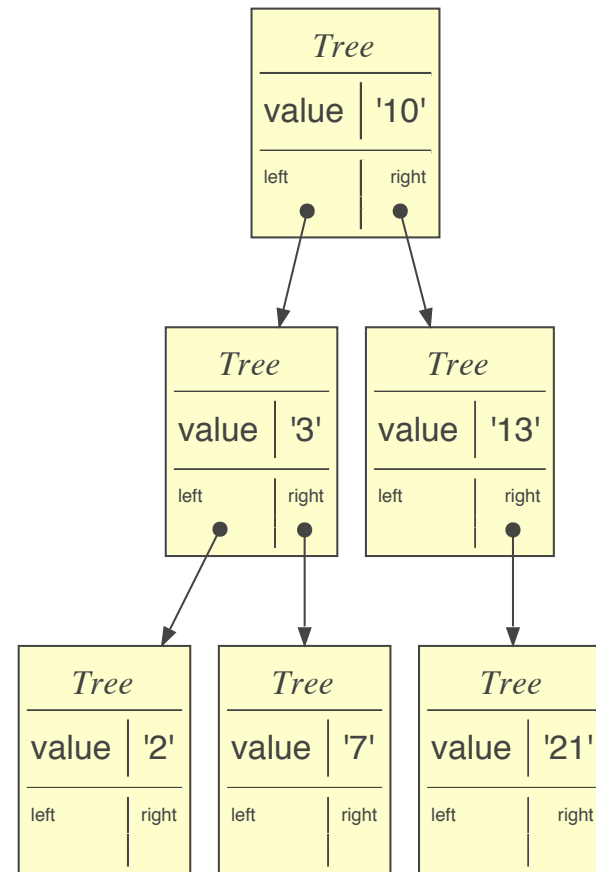 Tree
value '10'
left right
Tree
value '3'
left right
Tree
value '13'
left right
Tree
value '2'
left right
Tree
value '7'
left right
Tree
value '21'
left right